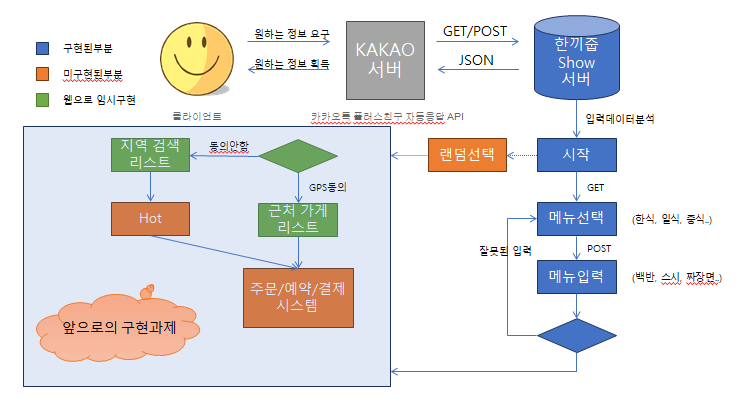 구현된부분
미구현된부분
웹으로 임시구현
원하는 정보 요구
원하는 정보 획득
클라이언트
KAKAO
서버
카카오톡 플러스친구 자동응답 API
GET/POST
JSON
한끼줍
Show
서버
입력데이터분석
시작
랜덤선택
GET
메뉴선택
(한식, 일식, 중식..)
POST
잘못된 입력
메뉴입력
(백반, 스시, 짜장면..)
지역 검색
리스트
동의안함
GPS동의
Hot
근처 가게
리스트
주문/예약/결제
시스템
앞으로의 구현과제